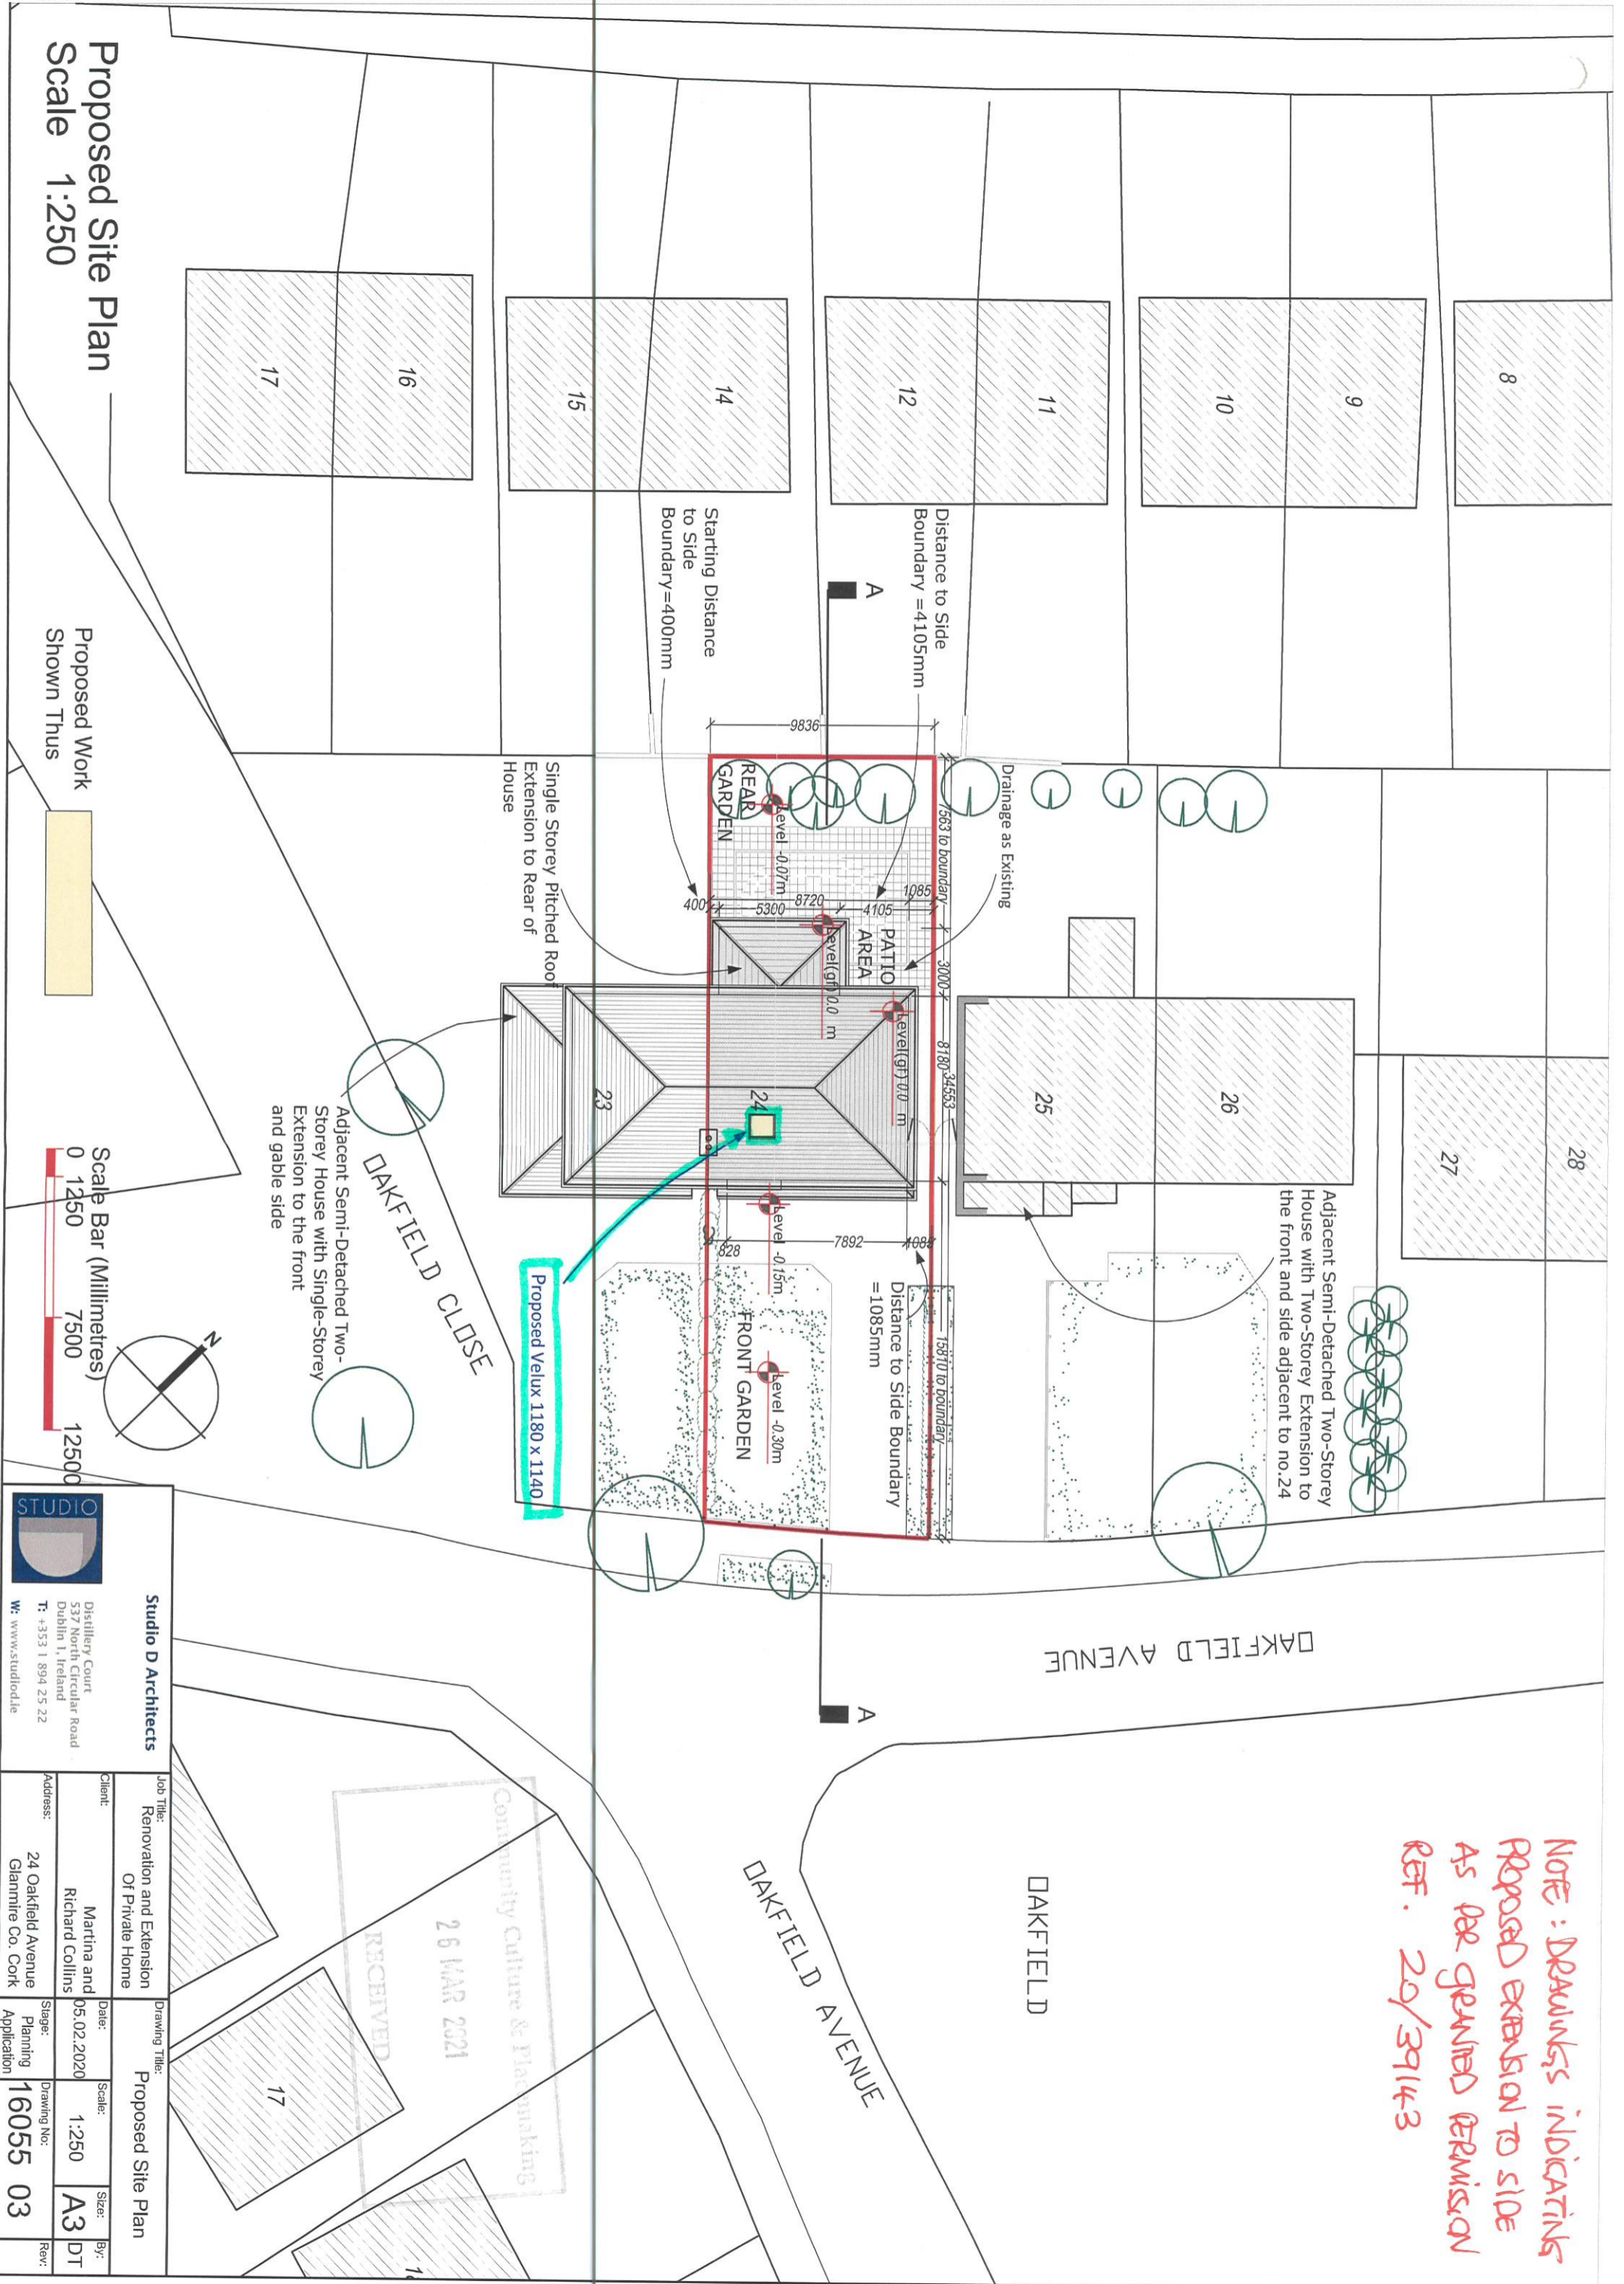 NOTE: DRAWINGS INDICATING
PROPOSED EXTENSION TO SIDE
AS PER GRANTED PERMISSION
REF. 20/39143
8
9
10
11
12
14
15
16
17
Distance to Side
Boundary =4105mm
Starting Distance
to Side
Boundary=400mm
A
9836
Drainage as Existing
7563 to boundary
REAR
GARDEN
Level -0.07m
1085
8720
400
5300
4105
PATIO
AREA
3000
Level(gf) 0.0 m
Level(gf) 0.0 m
8180
34553
Single Storey Pitched Roof
Extension to Rear of
House
23
24
25
26
27
28
Adjacent Semi-Detached Two-Storey
House with Two-Storey Extension to
the front and side adjacent to no.24
Adjacent Semi-Detached Two-
Storey House with Single-Storey
Extension to the front
and gable side
Level -0.15m
828
7892
1085
Distance to Side Boundary
=1085mm
15810 to boundary
Level -0.30m
FRONT GARDEN
Proposed Velux 1180 x 1140
OAKFIELD CLOSE
OAKFIELD AVENUE
A
OAKFIELD
OAKFIELD AVENUE
17
Community Culture & Placemaking
26 MAR 2021
RECEIVED
Proposed Site Plan
Scale 1:250
Proposed Work
Shown Thus
Scale Bar (Millimetres)
0 1250 7500 12500
N
STUDIO
Studio D Architects
Distillery Court
537 North Circular Road
Dublin 1, Ireland
T: +353 1 894 25 22
W: www.studiod.ie
Job Title:
Renovation and Extension
Of Private Home
Client:
Martina and
Richard Collins
Address:
24 Oakfield Avenue
Glanmire Co. Cork
Drawing Title:
Proposed Site Plan
Date:
05.02.2020
Scale:
1:250
Size:
A3
By:
DT
Stage:
Planning
Application
Drawing No:
16055 03
Rev: